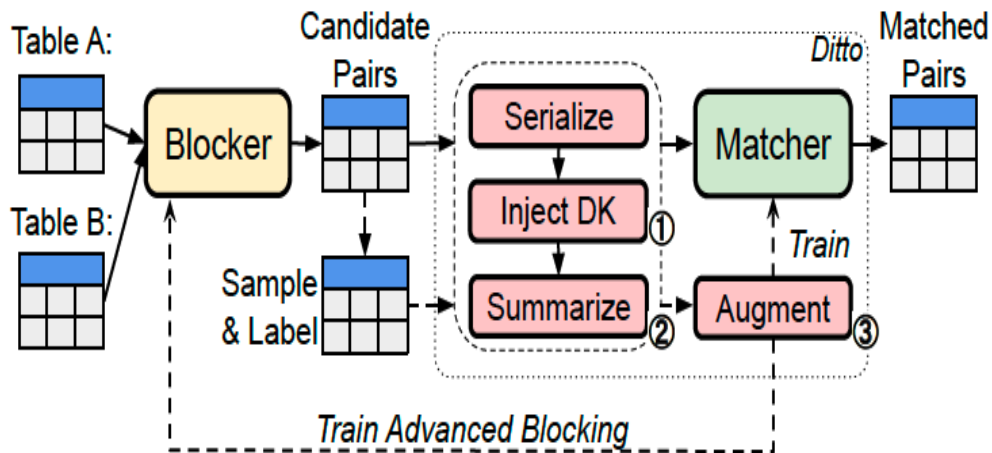 Table A:
Table B:
Blocker
Candidate
Pairs
Sample
& Label
Serialize
Inject DK
①
Summarize
②
Ditto
Matcher
Train
Augment
③
Matched
Pairs
Train Advanced Blocking